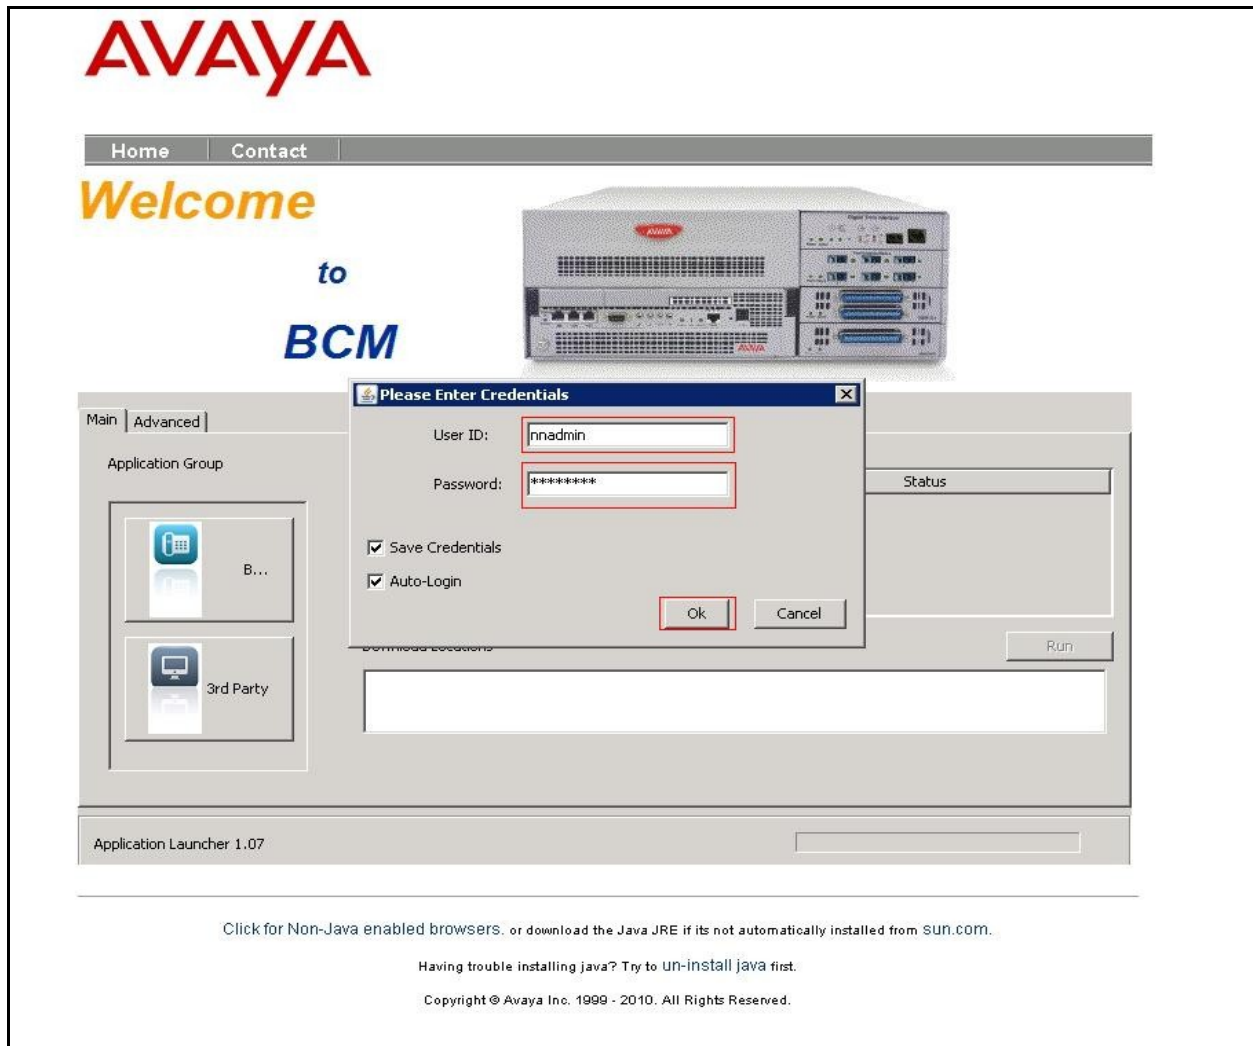 AVAYA
Home
Contact
Welcome
to
BCM
AVAYA
AVAYA
Please Enter Credentials
User ID:
nnadmin
Password:
********
Save Credentials
Auto-Login
Ok
Cancel
Main
Advanced
Application Group
Status
B...
3rd Party
Run
Application Launcher 1.07
Click for Non-Java enabled browsers. or download the Java JRE if its not automatically installed from sun.com.
Having trouble installing java? Try to un-install java first.
Copyright © Avaya Inc. 1999 - 2010. All Rights Reserved.